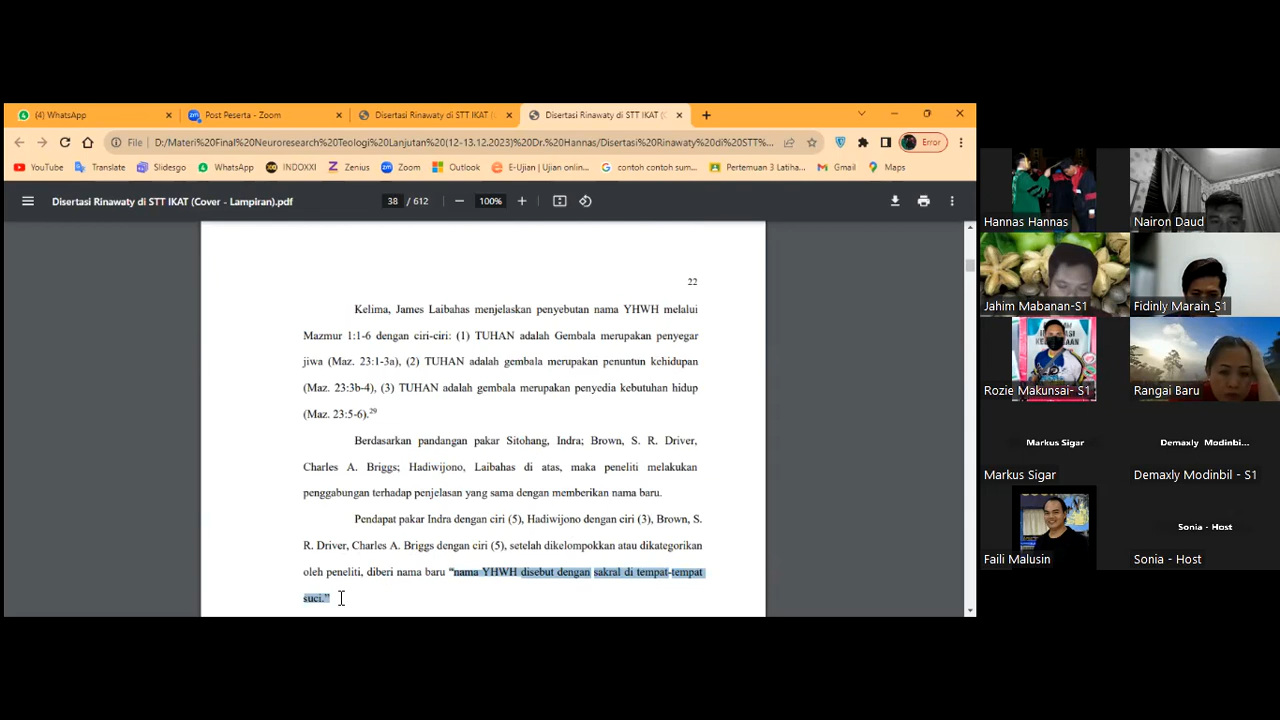 (4) WhatsApp
Post Peserta - Zoom
Disertasi Rinawaty di STT IKAT (
Disertasi Rinawaty di STT IKAT (
File
D:/Materi%20Final%20Neuroresearch%20Teologi%20Lanjutan%20(12-13.12.2023)%20Dr.Hannas/Disertasi%20Rinawaty%20di%20STT%...
Error
YouTube
Translate
Slidesgo
WhatsApp
INDOXXI
Zenius
Zoom
Outlook
E-Ujian | Ujian online...
contoh contoh sum...
Pertemuan 3 Latiha...
Gmail
Maps
Disertasi Rinawaty di STT IKAT (Cover - Lampiran).pdf
38 / 612
100%
22
Kelima, James Laibahas menjelaskan penyebutan nama YHWH melalui
Mazmur 1:1-6 dengan ciri-ciri: (1) TUHAN adalah Gembala merupakan penyegar
jiwa (Maz. 23:1-3a), (2) TUHAN adalah gembala merupakan penuntun kehidupan
(Maz. 23:3b-4), (3) TUHAN adalah gembala merupakan penyedia kebutuhan hidup
(Maz. 23:5-6).29
Berdasarkan pandangan pakar Sitohang, Indra; Brown, S. R. Driver,
Charles A. Briggs; Hadiwijono, Laibahas di atas, maka peneliti melakukan
penggabungan terhadap penjelasan yang sama dengan memberikan nama baru.
Pendapat pakar Indra dengan ciri (5), Hadiwijono dengan ciri (3), Brown, S.
R. Driver, Charles A. Briggs dengan ciri (5), setelah dikelompokkan atau dikategorikan
oleh peneliti, diberi nama baru “nama YHWH disebut dengan sakral di tempat-tempat
suci.”
Hannas Hannas
Nairon Daud
Jahim Mabanan-S1
Fidinly Marain_S1
Rozie Makunsai- S1
Rangai Baru
Markus Sigar
Markus Sigar
Demaxly Modinbi...
Demaxly Modinbil - S1
Faili Malusin
Sonia - Host
Sonia - Host